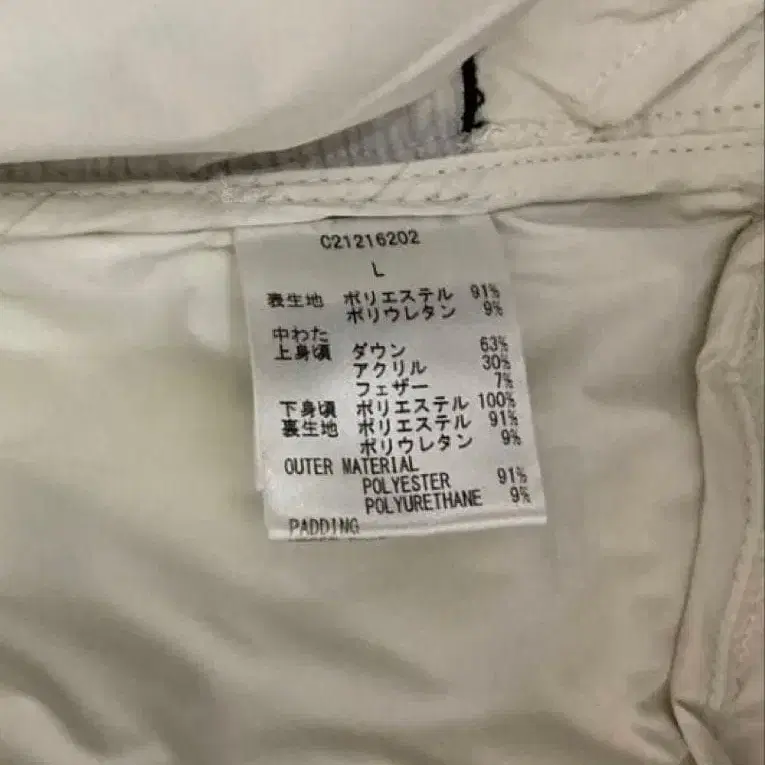 C21216202
L
表生地 ポリエステル 91%
ポリウレタン 9%
中わた
上身頃 ダウン 63%
アクリル 30%
フェザー 7%
下身頃 ポリエステル 100%
裏生地 ポリエステル 91%
ポリウレタン 9%
OUTER MATERIAL
POLYESTER 91%
POLYURETHANE 9%
PADDING